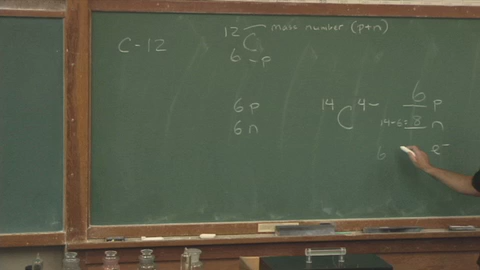 C-12
12 C mass number (p+n)
6 - p
6 p
6 n
14 C 4-
6 p
14-6= 8 n
6 e-